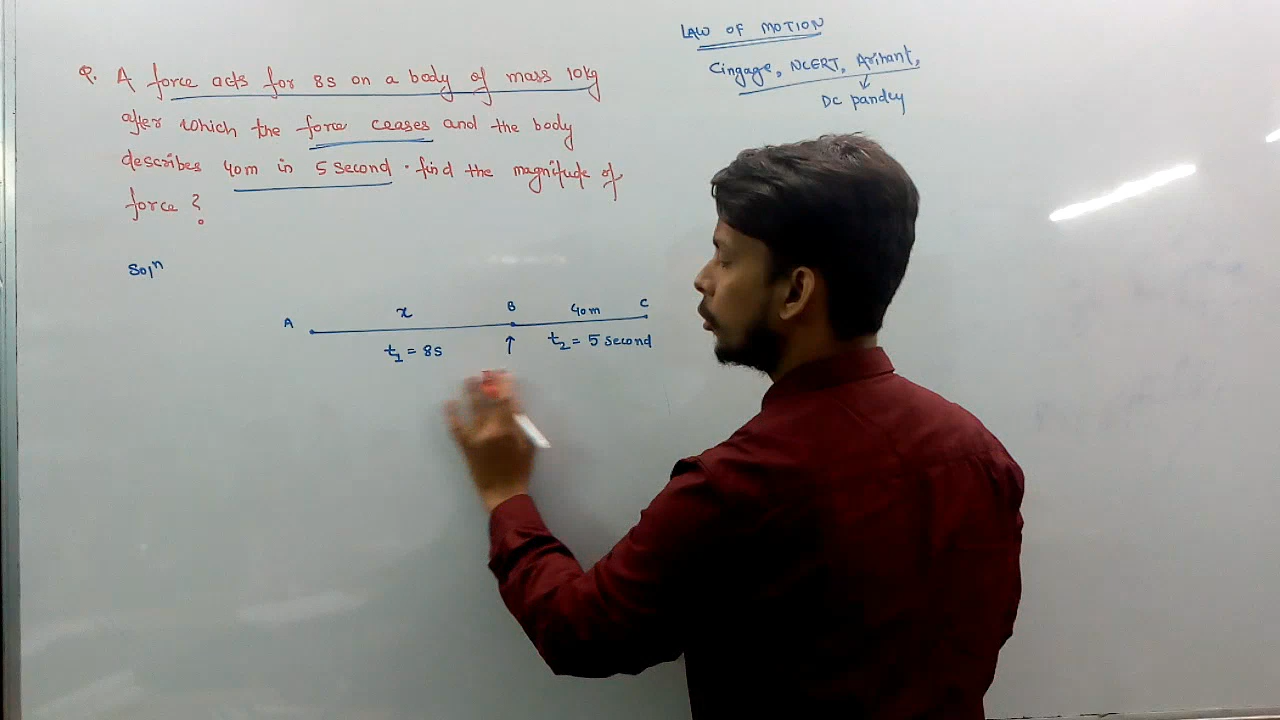 LAW OF MOTION
Cingage, NCERT, Arihant,
DC pandey
Q. A force acts for 8s on a body of mass 10kg
after which the force ceases and the body
describes 40m in 5 second. find the magnitude of
force ?
Solⁿ
A x B 40m C
t₁ = 8s ↑ t₂ = 5 second